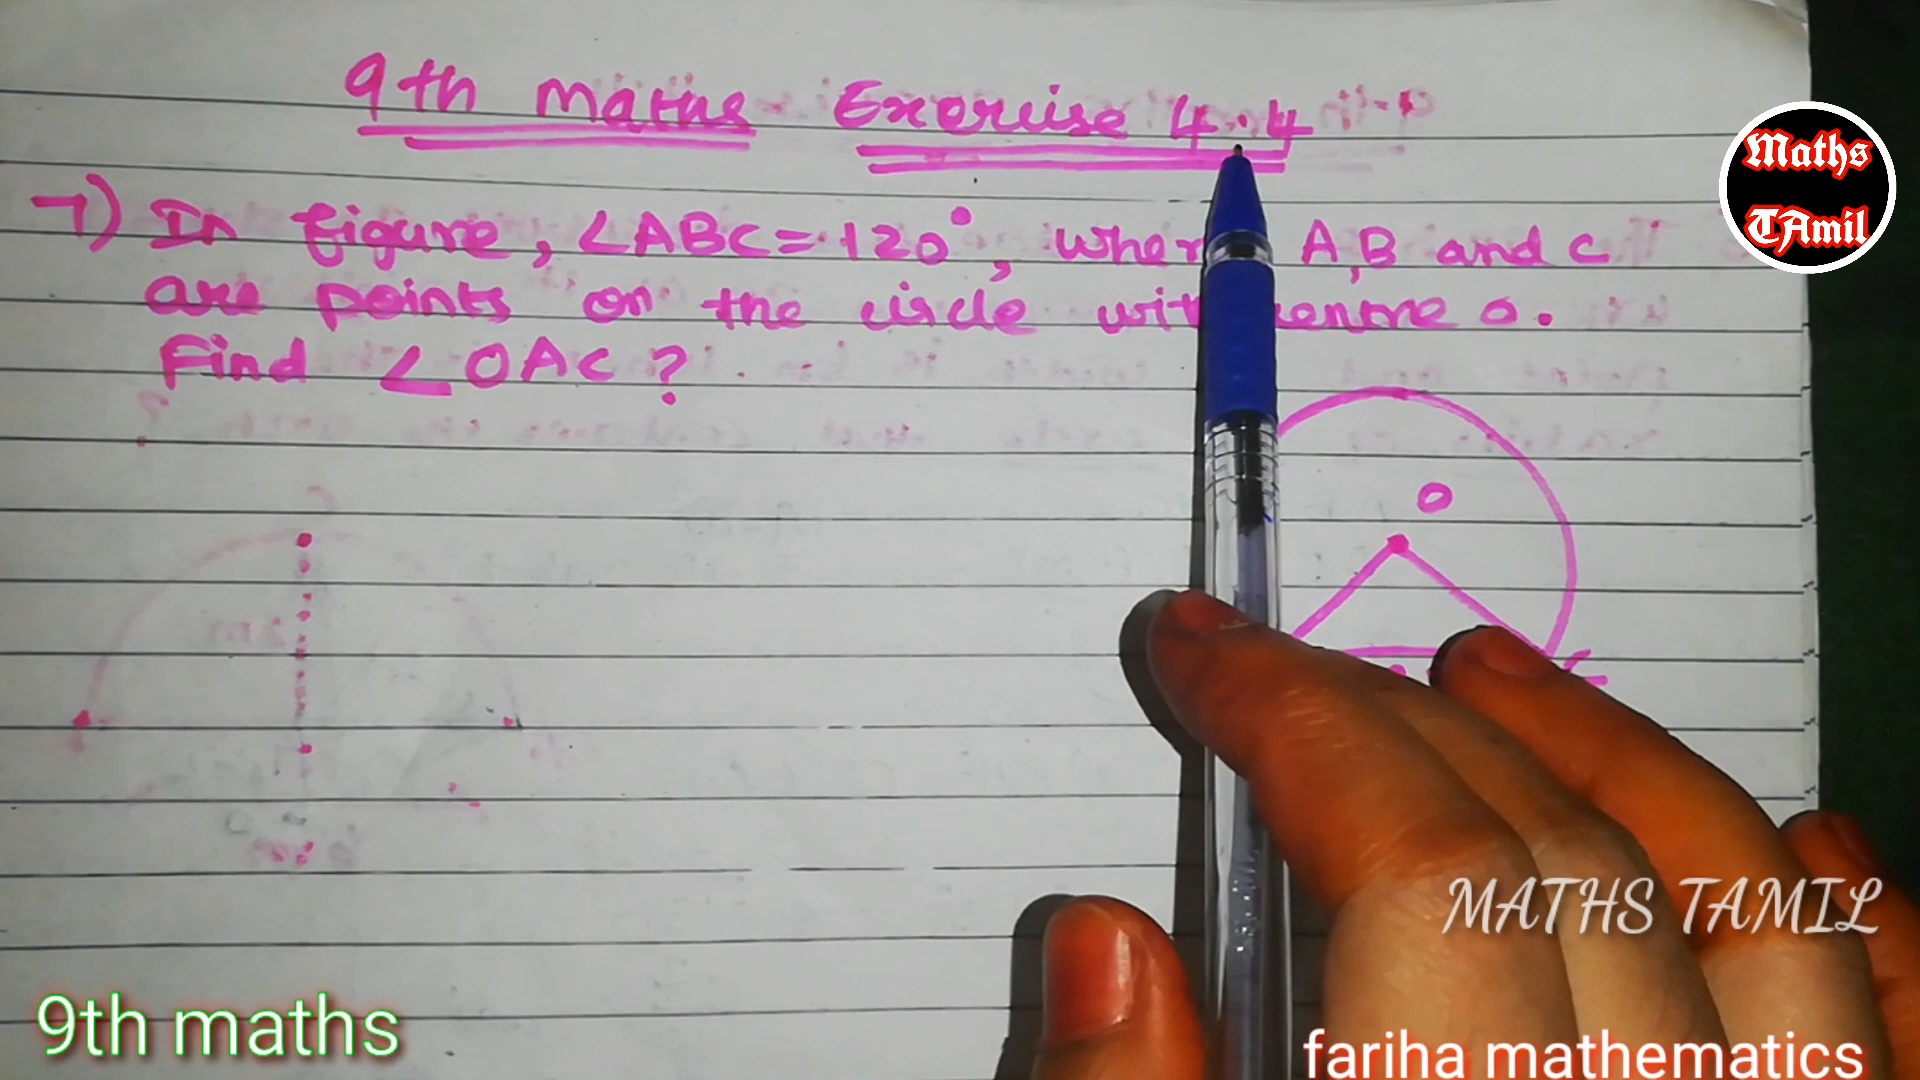 9th maths Exercise 4.4
7) In figure, ∠ABC = 120°, where A, B and C
are points on the circle with centre O.
Find ∠OAC ?
O
Maths
TAmil
MATHS TAMIL
9th maths
fariha mathematics